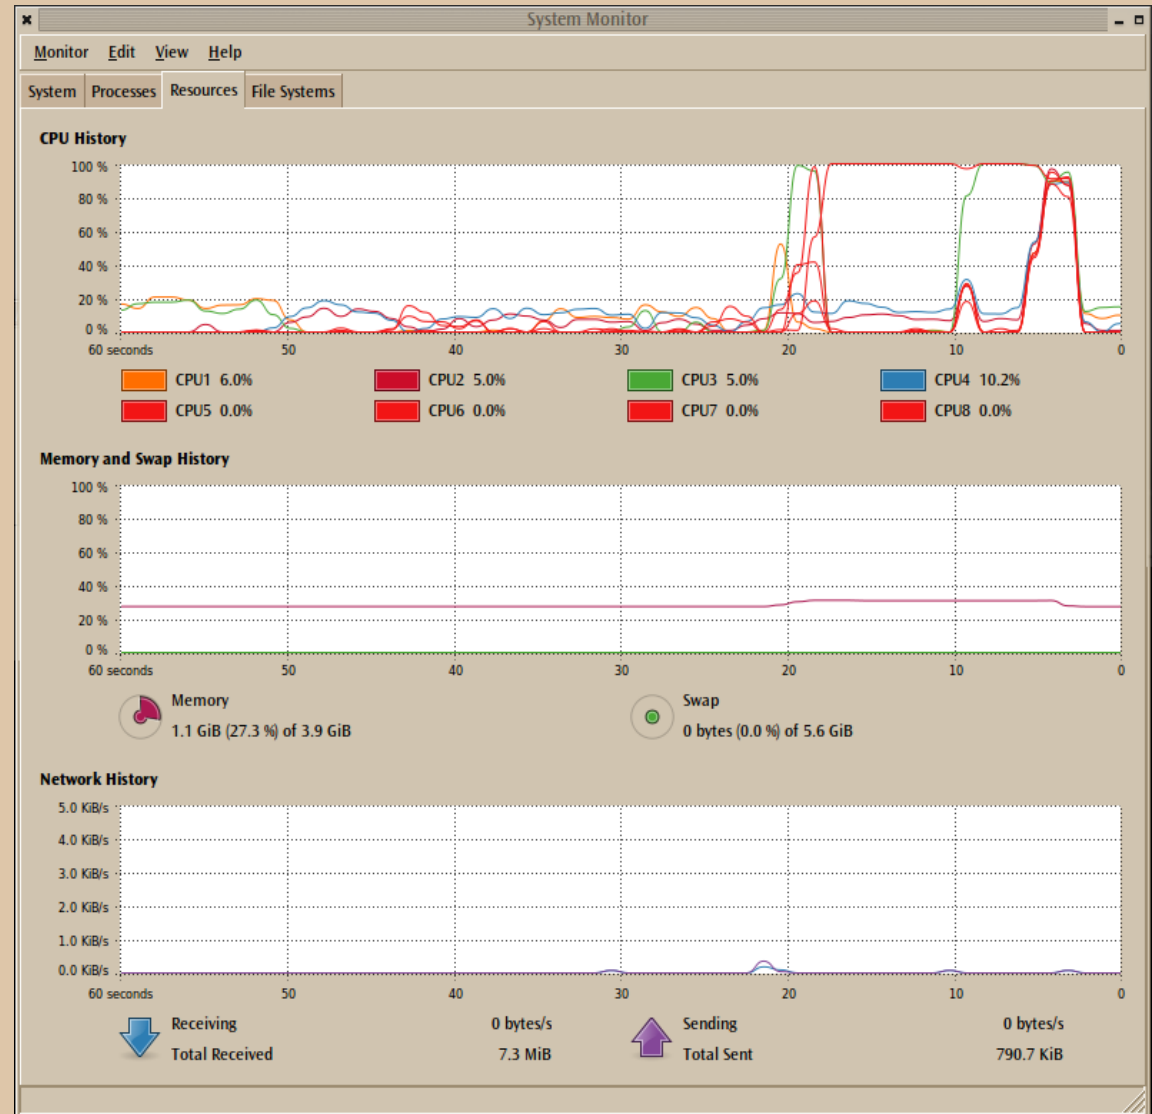 System Monitor
Monitor Edit View Help
System Processes Resources File Systems
CPU History
100 %
80 %
60 %
40 %
20 %
0 %
60 seconds 50 40 30 20 10 0
CPU1 6.0% CPU2 5.0% CPU3 5.0% CPU4 10.2%
CPU5 0.0% CPU6 0.0% CPU7 0.0% CPU8 0.0%
Memory and Swap History
100 %
80 %
60 %
40 %
20 %
0 %
60 seconds 50 40 30 20 10 0
Memory Swap
1.1 GiB (27.3 %) of 3.9 GiB 0 bytes (0.0 %) of 5.6 GiB
Network History
5.0 KiB/s
4.0 KiB/s
3.0 KiB/s
2.0 KiB/s
1.0 KiB/s
0.0 KiB/s
60 seconds 50 40 30 20 10 0
Receiving 0 bytes/s Sending 0 bytes/s
Total Received 7.3 MiB Total Sent 790.7 KiB